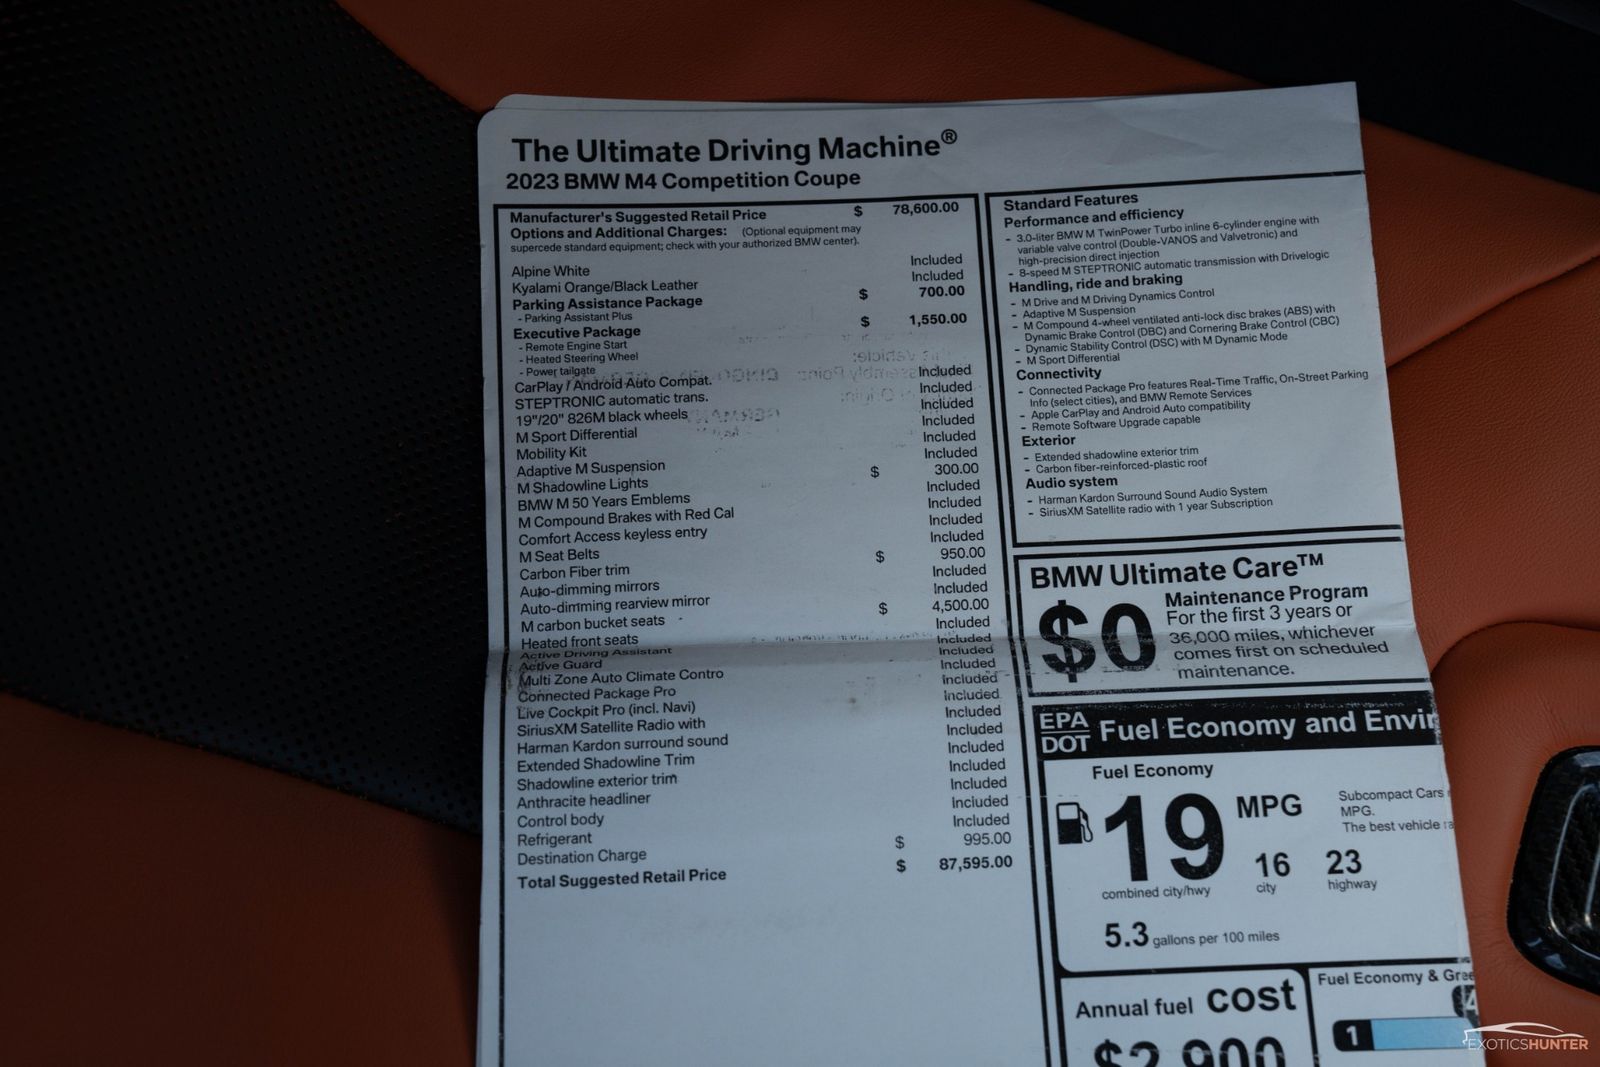 The Ultimate Driving Machine®
2023 BMW M4 Competition Coupe
Manufacturer's Suggested Retail Price $ 78,600.00
Options and Additional Charges: (Optional equipment may
supercede standard equipment; check with your authorized BMW center).
Alpine White Included
Kyalami Orange/Black Leather Included
Parking Assistance Package $ 700.00
- Parking Assistant Plus
Executive Package $ 1,550.00
- Remote Engine Start
- Heated Steering Wheel
- Power tailgate
CarPlay / Android Auto Compat. Included
STEPTRONIC automatic trans. Included
19"/20" 826M black wheels Included
M Sport Differential Included
Mobility Kit Included
Adaptive M Suspension Included
M Shadowline Lights $ 300.00
BMW M 50 Years Emblems Included
M Compound Brakes with Red Cal Included
Comfort Access keyless entry Included
M Seat Belts Included
Carbon Fiber trim $ 950.00
Auto-dimming mirrors Included
Auto-dimming rearview mirror Included
M carbon bucket seats $ 4,500.00
Heated front seats Included
Active Driving Assistant Included
Active Guard Included
Multi Zone Auto Climate Contro Included
Connected Package Pro Included
Live Cockpit Pro (incl. Navi) Included
SiriusXM Satellite Radio with Included
Harman Kardon surround sound Included
Extended Shadowline Trim Included
Shadowline exterior trim Included
Anthracite headliner Included
Control body Included
Refrigerant Included
Destination Charge $ 995.00
Total Suggested Retail Price $ 87,595.00
Standard Features
Performance and efficiency
- 3.0-liter BMW M TwinPower Turbo inline 6-cylinder engine with
variable valve control (Double-VANOS and Valvetronic) and
high-precision direct injection
- 8-speed M STEPTRONIC automatic transmission with Drivelogic
Handling, ride and braking
- M Drive and M Driving Dynamics Control
- Adaptive M Suspension
- M Compound 4-wheel ventilated anti-lock disc brakes (ABS) with
Dynamic Brake Control (DBC) and Cornering Brake Control (CBC)
- Dynamic Stability Control (DSC) with M Dynamic Mode
- M Sport Differential
Connectivity
- Connected Package Pro features Real-Time Traffic, On-Street Parking
Info (select cities), and BMW Remote Services
- Apple CarPlay and Android Auto compatibility
- Remote Software Upgrade capable
Exterior
- Extended shadowline exterior trim
- Carbon fiber-reinforced-plastic roof
Audio system
- Harman Kardon Surround Sound Audio System
- SiriusXM Satellite radio with 1 year Subscription
BMW Ultimate Care™
$0 Maintenance Program
For the first 3 years or
36,000 miles, whichever
comes first on scheduled
maintenance.
EPA
DOT
Fuel Economy and Envir
Fuel Economy
19 MPG
combined city/hwy
16
city
23
highway
Subcompact Cars
MPG.
The best vehicle ra
5.3 gallons per 100 miles
Annual fuel cost
$2,900
Fuel Economy & Gree
1
EXOTICSHUNTER